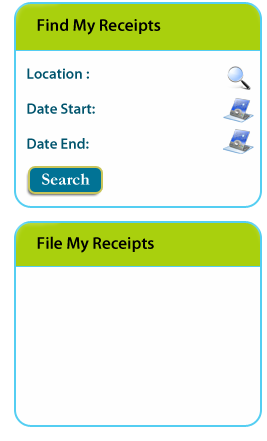 Find My Receipts
Location :
Date Start:
Date End:
Search
File My Receipts